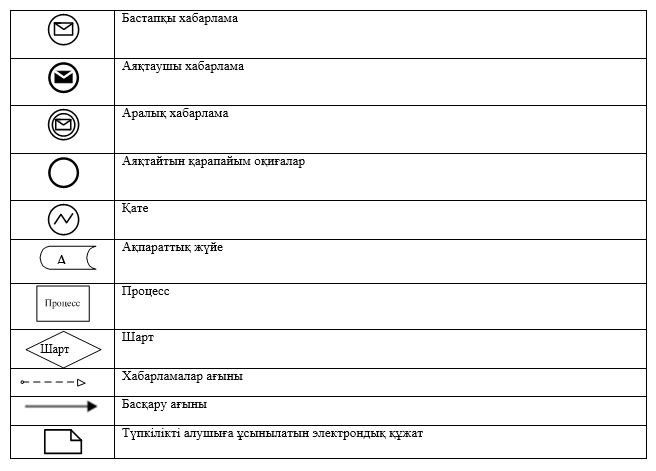 Бастапқы хабарлама
Аяқтаушы хабарлама
Аралық хабарлама
Аяқтайтын қарапайым оқиғалар
Қате
Δ Ақпараттық жүйе
Процесс Процесс
Шарт Шарт
Хабарламалар ағыны
Басқару ағыны
Түпкілікті алушыға ұсынылатын электрондық құжат